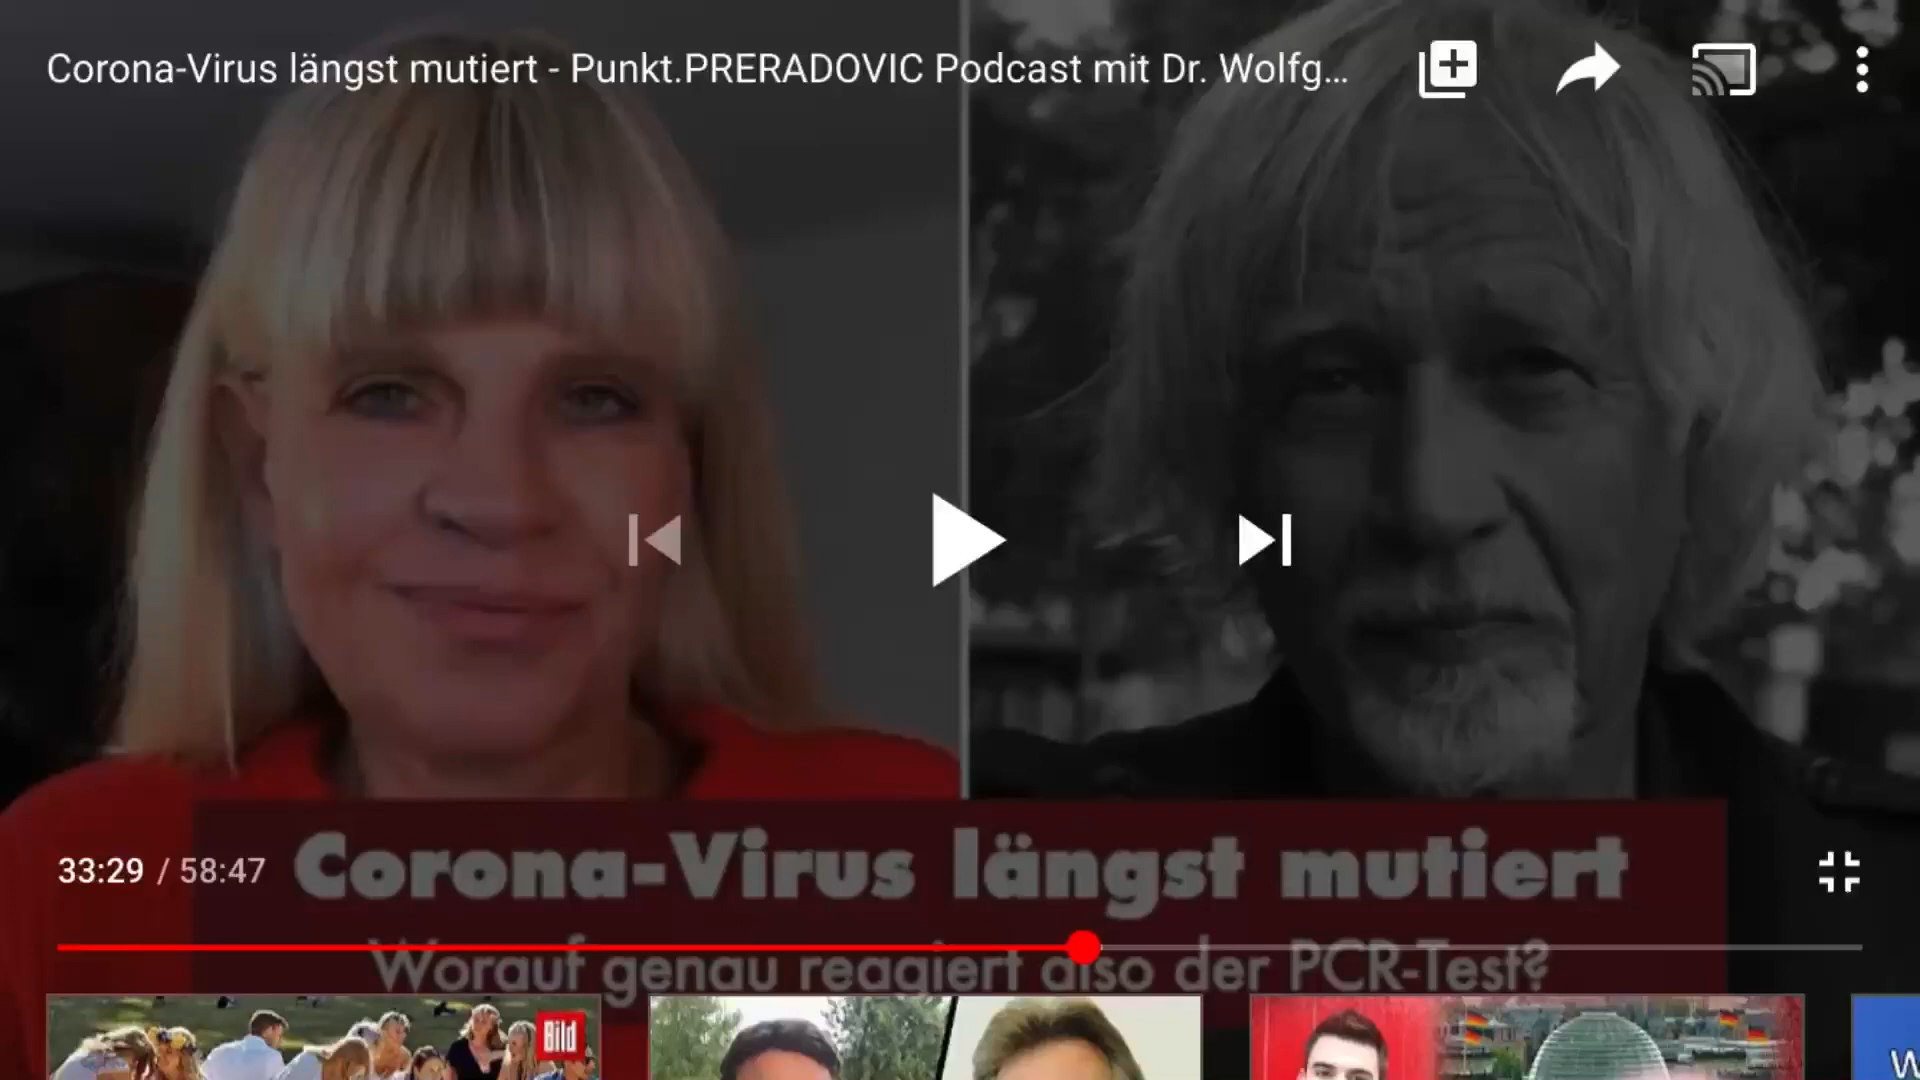 Corona-Virus längst mutiert - Punkt.PRERADOVIC Podcast mit Dr. Wolfg...
33:29 / 58:47
Corona-Virus längst mutiert
Worauf genau reagiert also der PCR-Test?
Bild
W